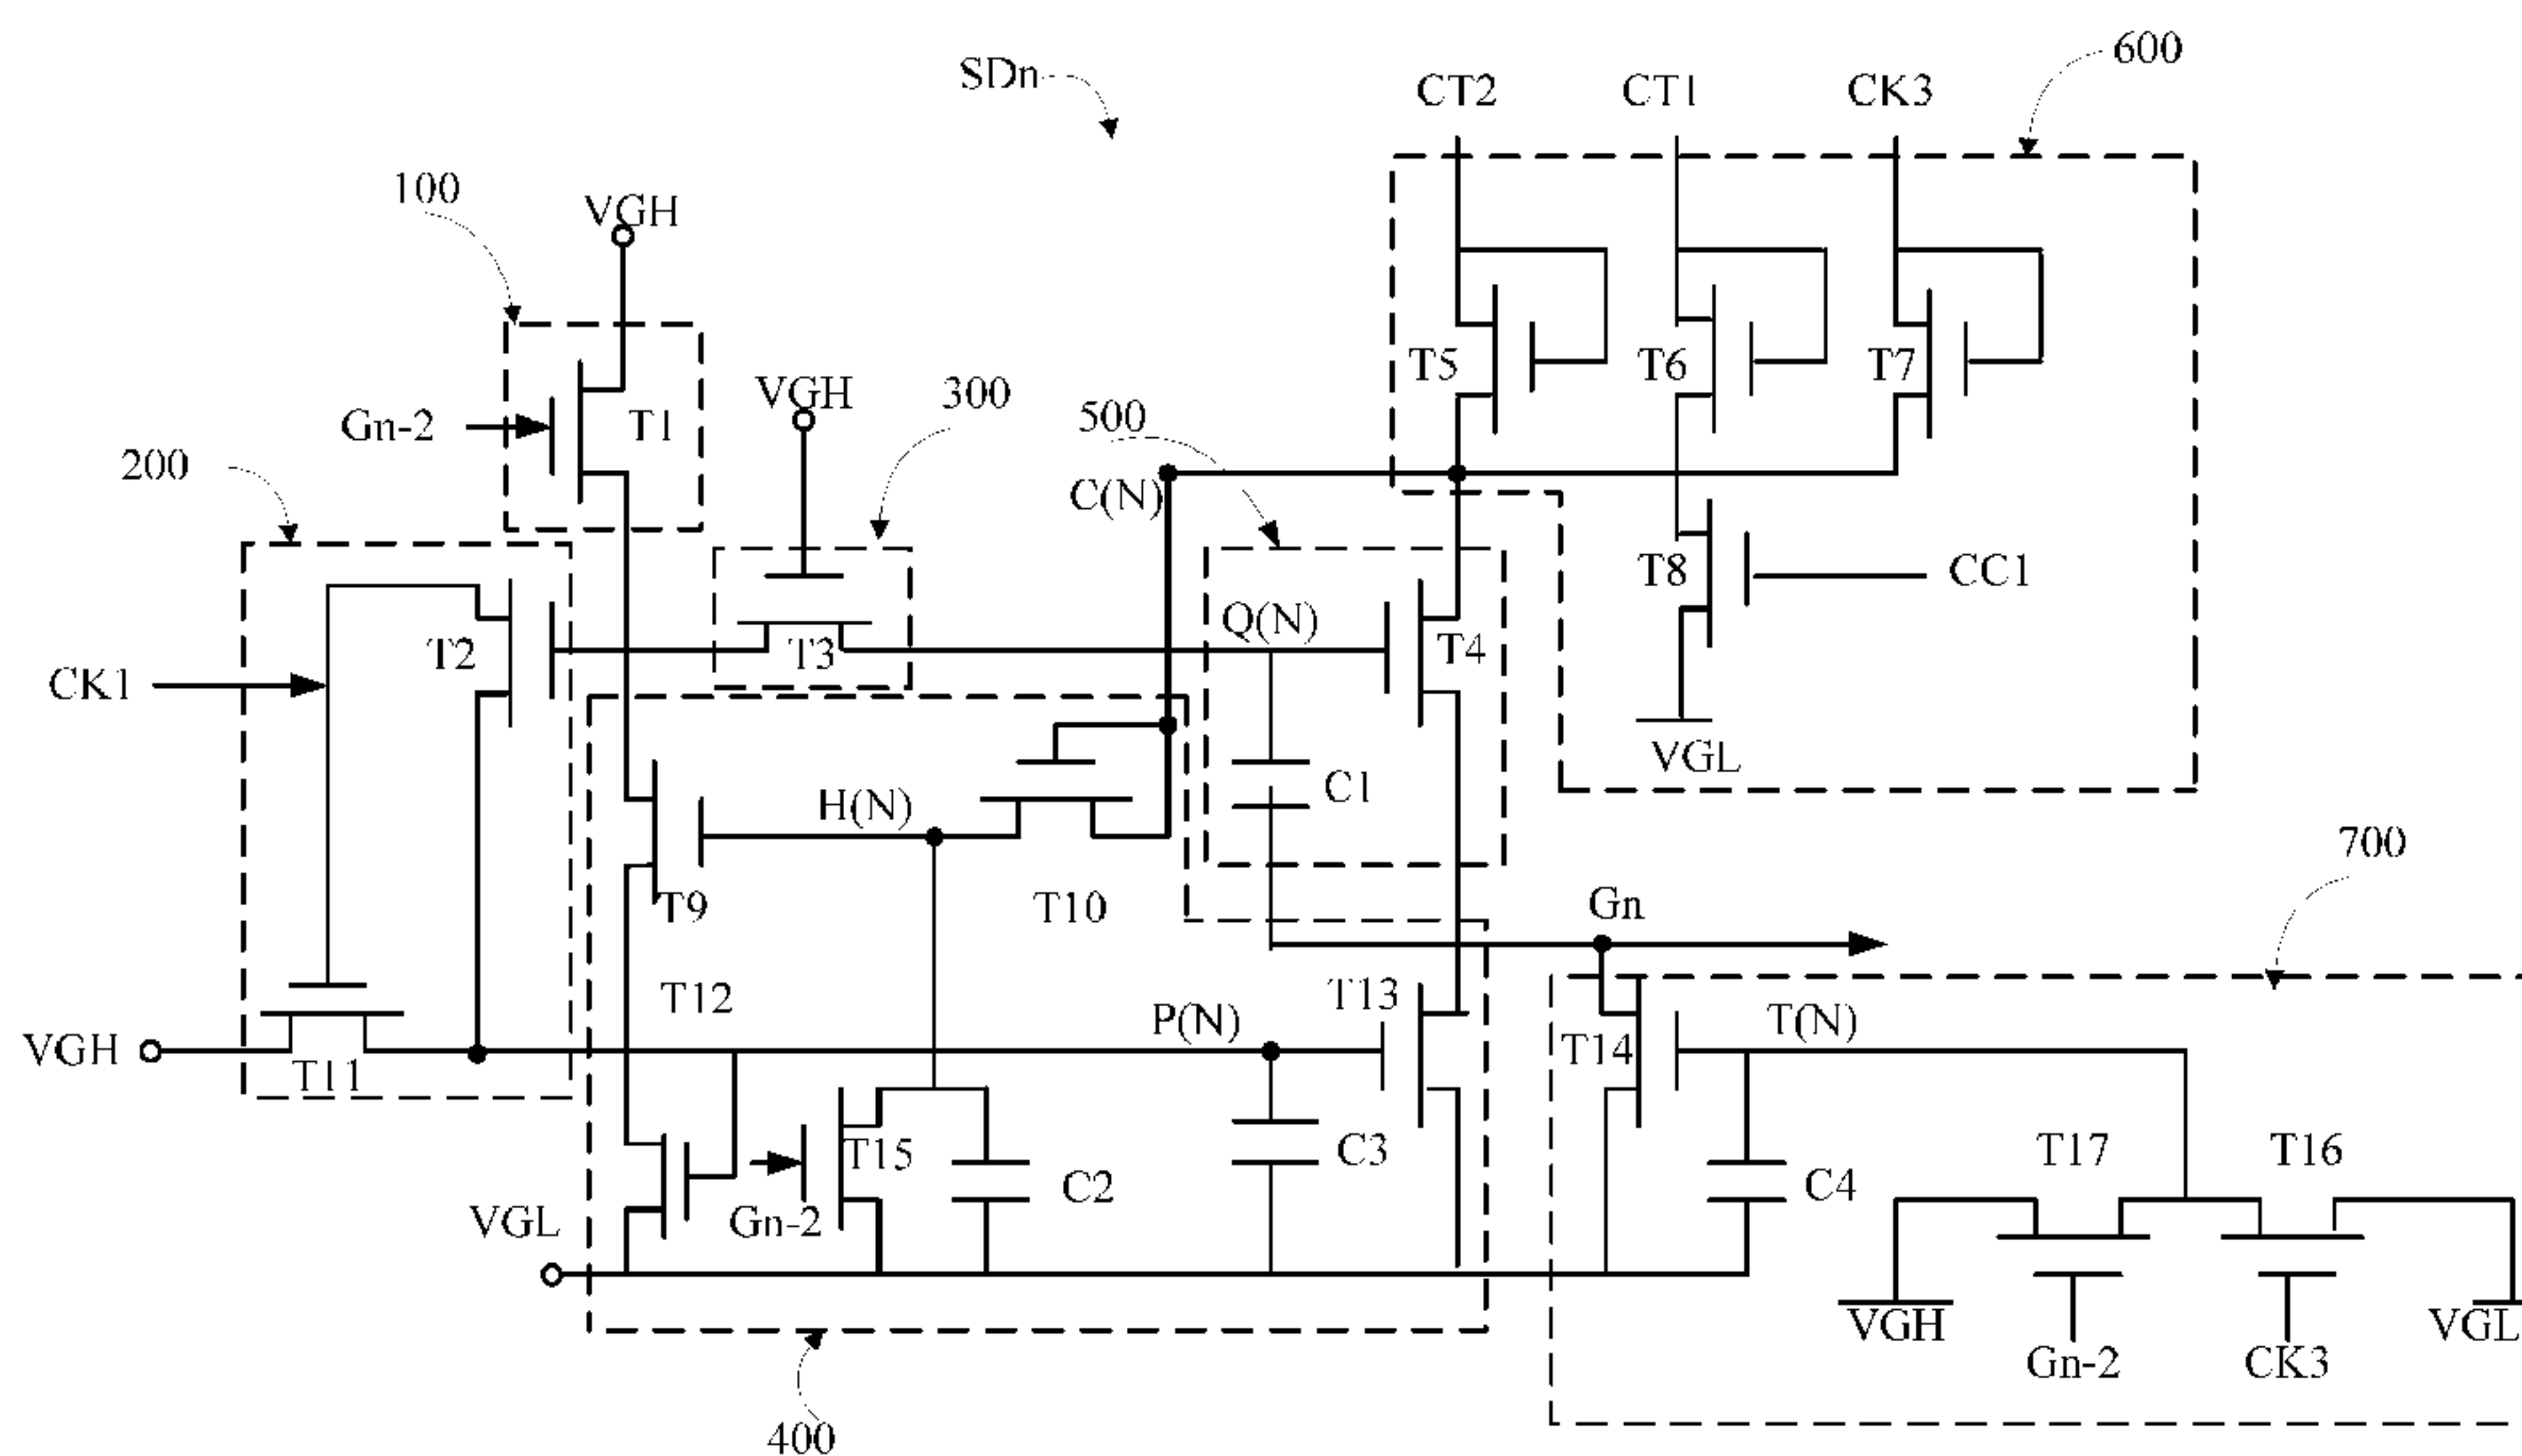 600
SDn
CT2
CT1
CK3
100
VGH
VGH
300
500
T5
T6
T7
Gn-2
T1
200
C(N)
T8
CC1
Q(N)
T2
T3
T4
CK1
VGL
H(N)
C1
700
T9
T10
Gn
T12
T13
P(N)
T(N)
VGH
T11
T14
T15
C3
T17
T16
C2
C4
VGL
Gn-2
VGH
VGL
Gn-2
CK3
400